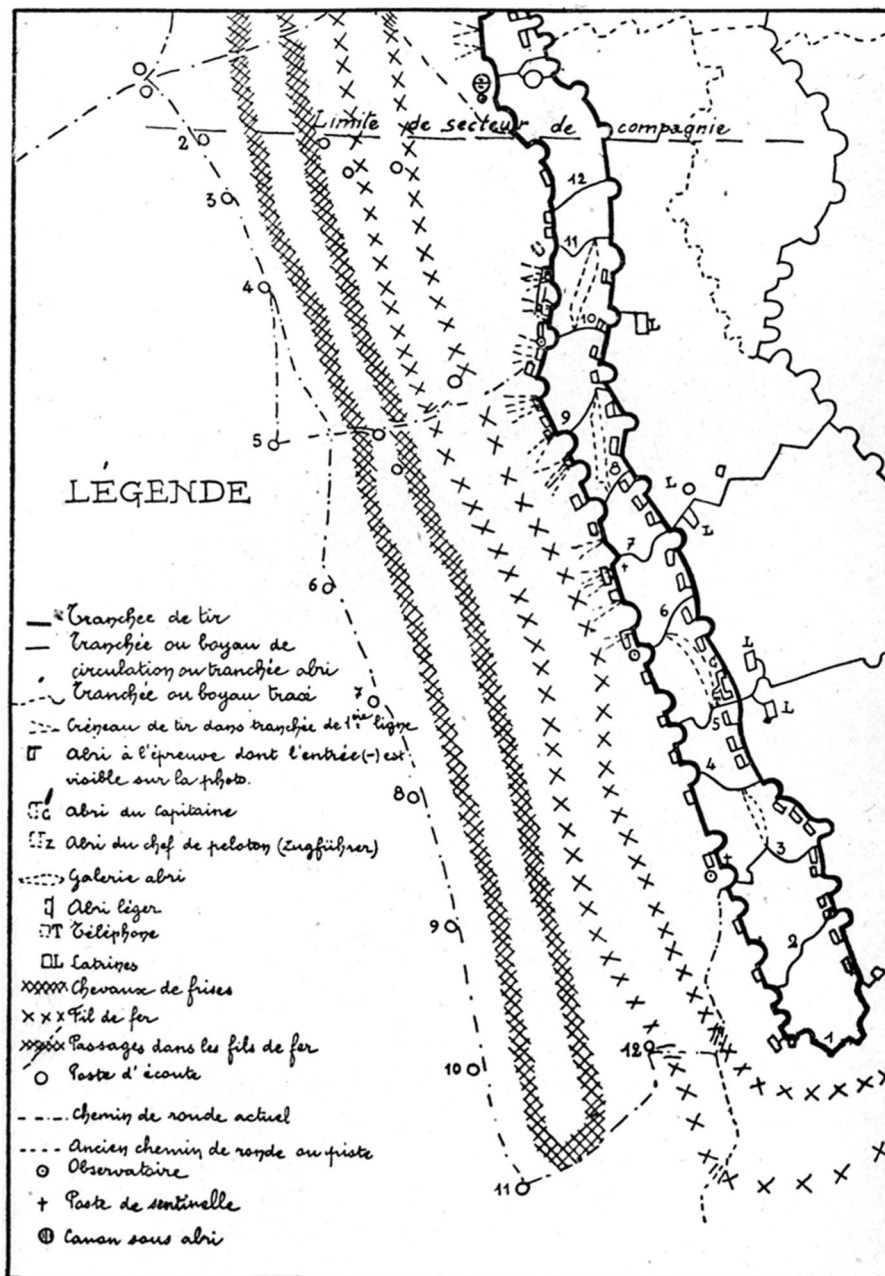 Limite de secteur de compagnie
2
3
4
5
6
7
8
9
10
11
12
12
11
10
9
8
7
6
5
4
3
2
1
L
L
L
L
L
LÉGENDE
Tranchée de tir
Tranchée ou boyau de
circulation ou tranchée abri
Tranchée ou boyau tracé
Créneau de tir dans tranchée de 1ère ligne
Abri à l'épreuve dont l'entrée (-) est
visible sur la photo.
C Abri du Capitaine
Z Abri du chef de peloton (Zugführer)
Galerie abri
Abri léger
T Téléphone
L Latrines
Chevaux de frises
Fil de fer
Passages dans les fils de fer
Poste d'écoute
Chemin de ronde actuel
Ancien chemin de ronde ou piste
Observatoire
Poste de sentinelle
Canon sous abri